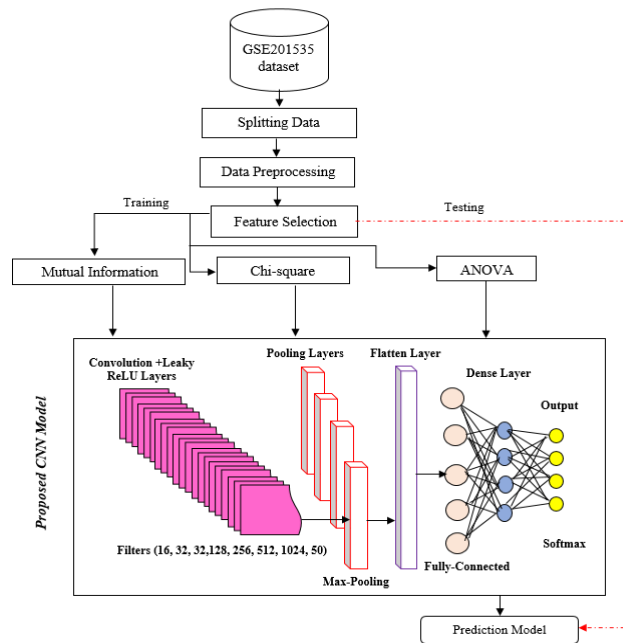 GSE201535
dataset
Splitting Data
Data Preprocessing
Training
Feature Selection
Testing
Mutual Information
Chi-square
ANOVA
Proposed CNN Model
Convolution +Leaky
ReLU Layers
Pooling Layers
Flatten Layer
Dense Layer
Output
Filters (16, 32, 32,128, 256, 512, 1024, 50)
Max-Pooling
Fully-Connected
Softmax
Prediction Model